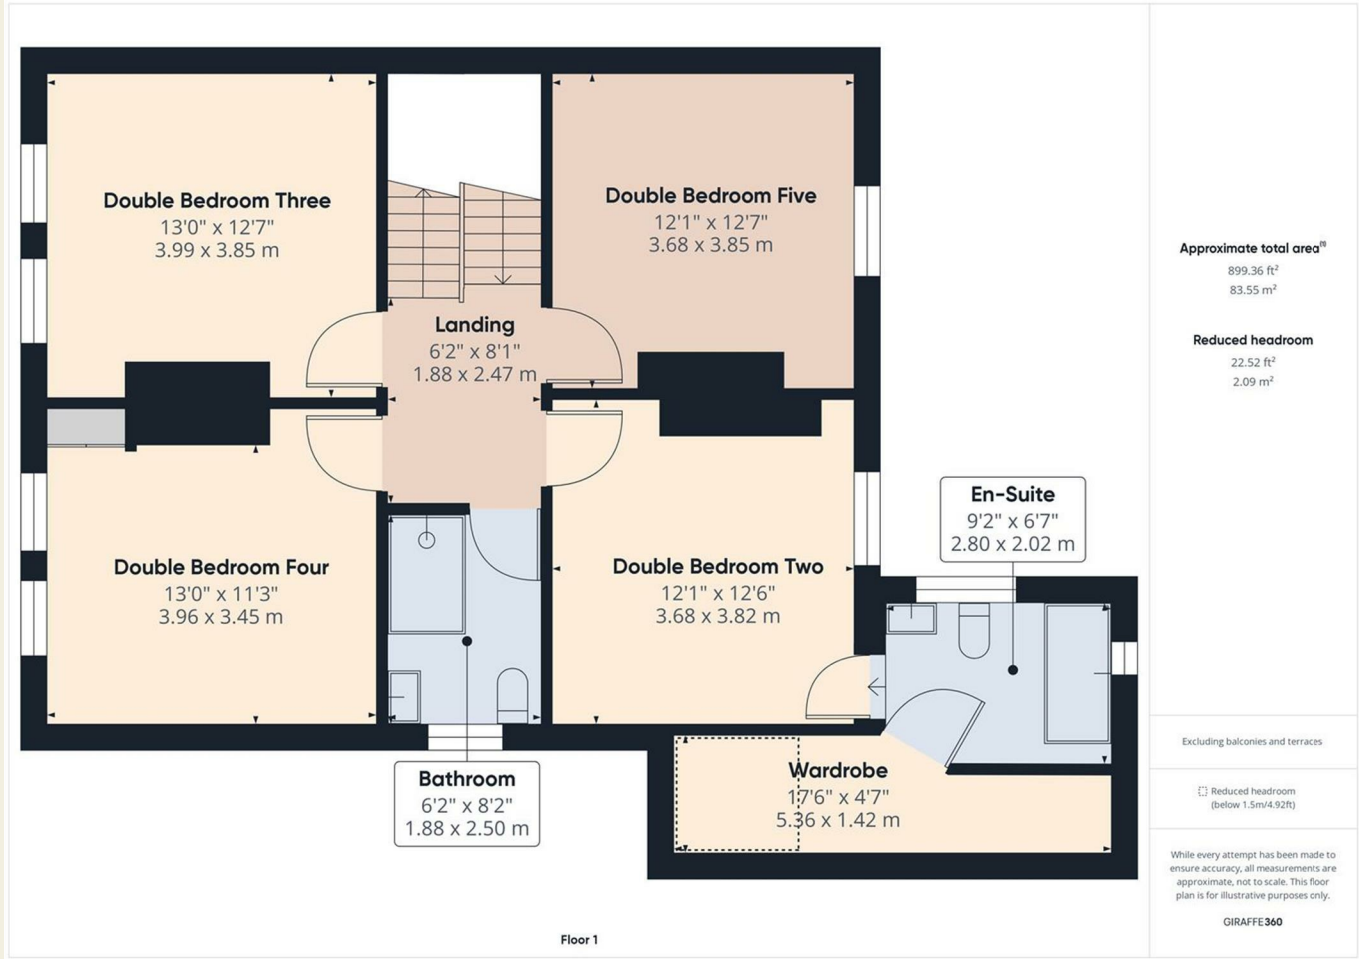 Double Bedroom Three
13'0" x 12'7"
3.99 x 3.85 m
Double Bedroom Five
12'1" x 12'7"
3.68 x 3.85 m
Landing
6'2" x 8'1"
1.88 x 2.47 m
Double Bedroom Four
13'0" x 11'3"
3.96 x 3.45 m
Double Bedroom Two
12'1" x 12'6"
3.68 x 3.82 m
En-Suite
9'2" x 6'7"
2.80 x 2.02 m
Bathroom
6'2" x 8'2"
1.88 x 2.50 m
Wardrobe
17'6" x 4'7"
5.36 x 1.42 m
Floor 1
Approximate total area⁽¹⁾
899.36 ft²
83.55 m²
Reduced headroom
22.52 ft²
2.09 m²
Excluding balconies and terraces
Reduced headroom
(below 1.5m/4.92ft)
While every attempt has been made to
ensure accuracy, all measurements are
approximate, not to scale. This floor
plan is for illustrative purposes only.
GIRAFFE360